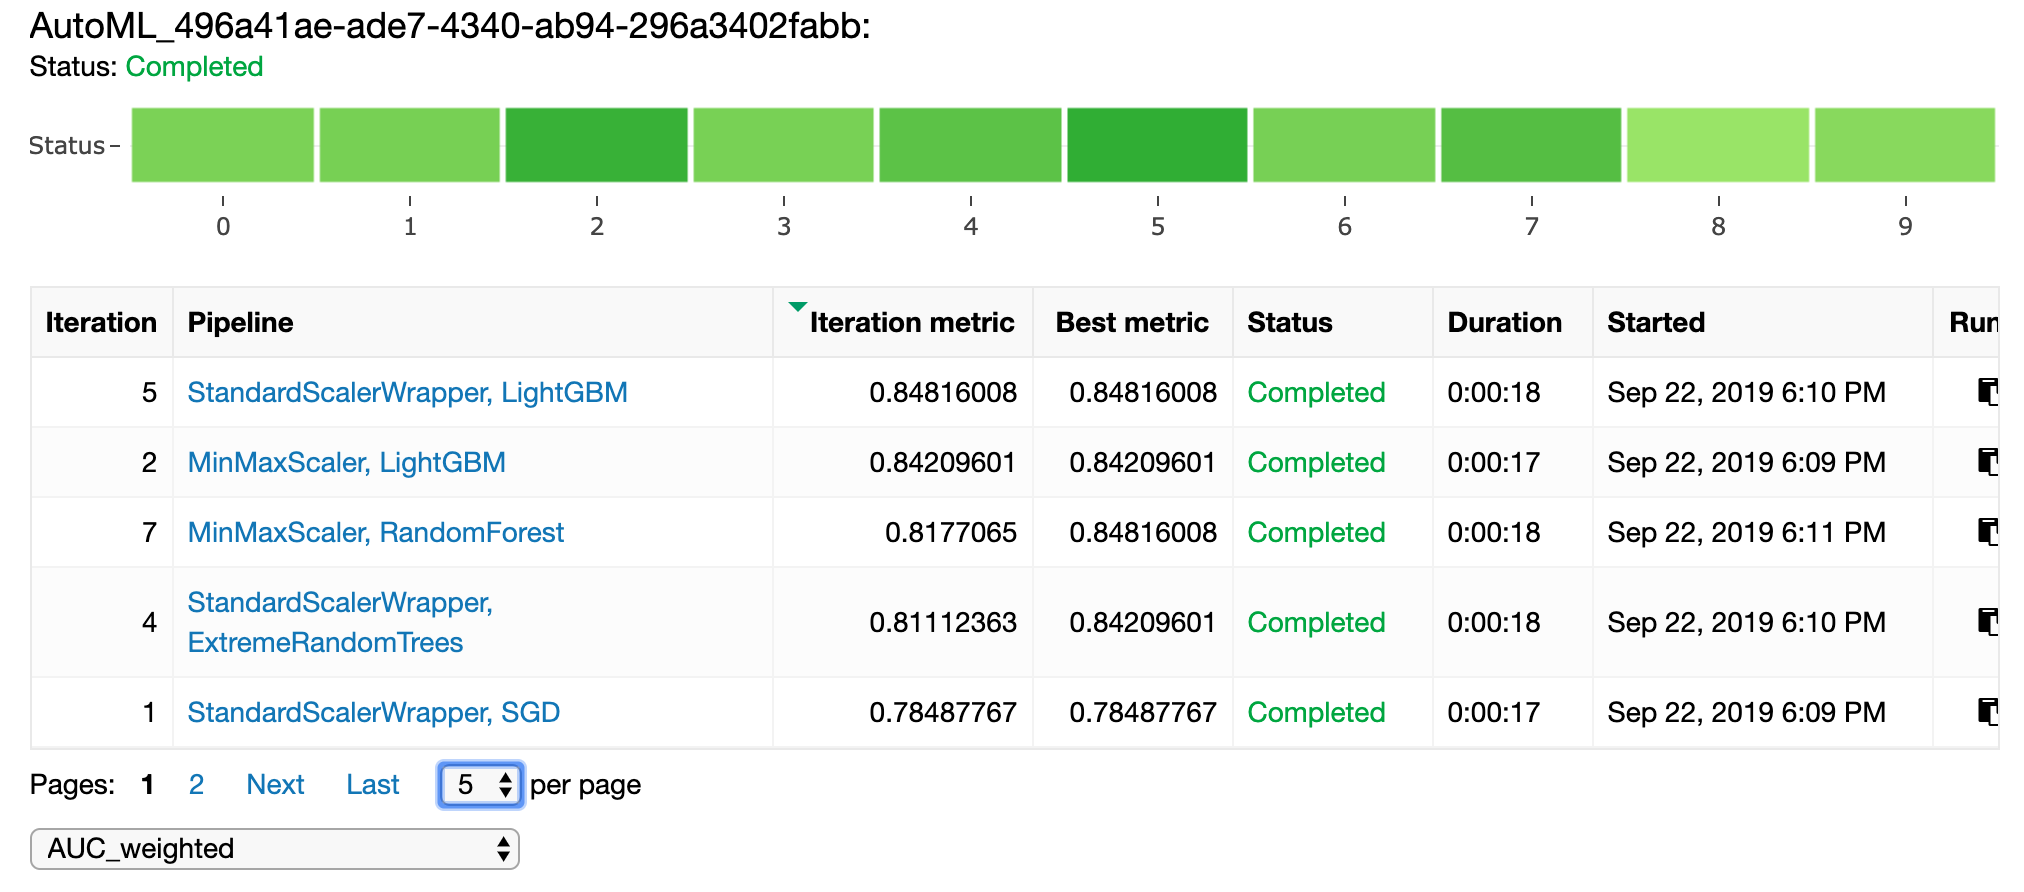 AutoML_496a41ae-ade7-4340-ab94-296a3402fabb:
Status: Completed
Status
0 1 2 3 4 5 6 7 8 9
Iteration Pipeline Iteration metric Best metric Status Duration Started Run
5 StandardScalerWrapper, LightGBM 0.84816008 0.84816008 Completed 0:00:18 Sep 22, 2019 6:10 PM
2 MinMaxScaler, LightGBM 0.84209601 0.84209601 Completed 0:00:17 Sep 22, 2019 6:09 PM
7 MinMaxScaler, RandomForest 0.8177065 0.84816008 Completed 0:00:18 Sep 22, 2019 6:11 PM
4 StandardScalerWrapper,
ExtremeRandomTrees 0.81112363 0.84209601 Completed 0:00:18 Sep 22, 2019 6:10 PM
1 StandardScalerWrapper, SGD 0.78487767 0.78487767 Completed 0:00:17 Sep 22, 2019 6:09 PM
Pages: 1 2 Next Last 5 per page
AUC_weighted